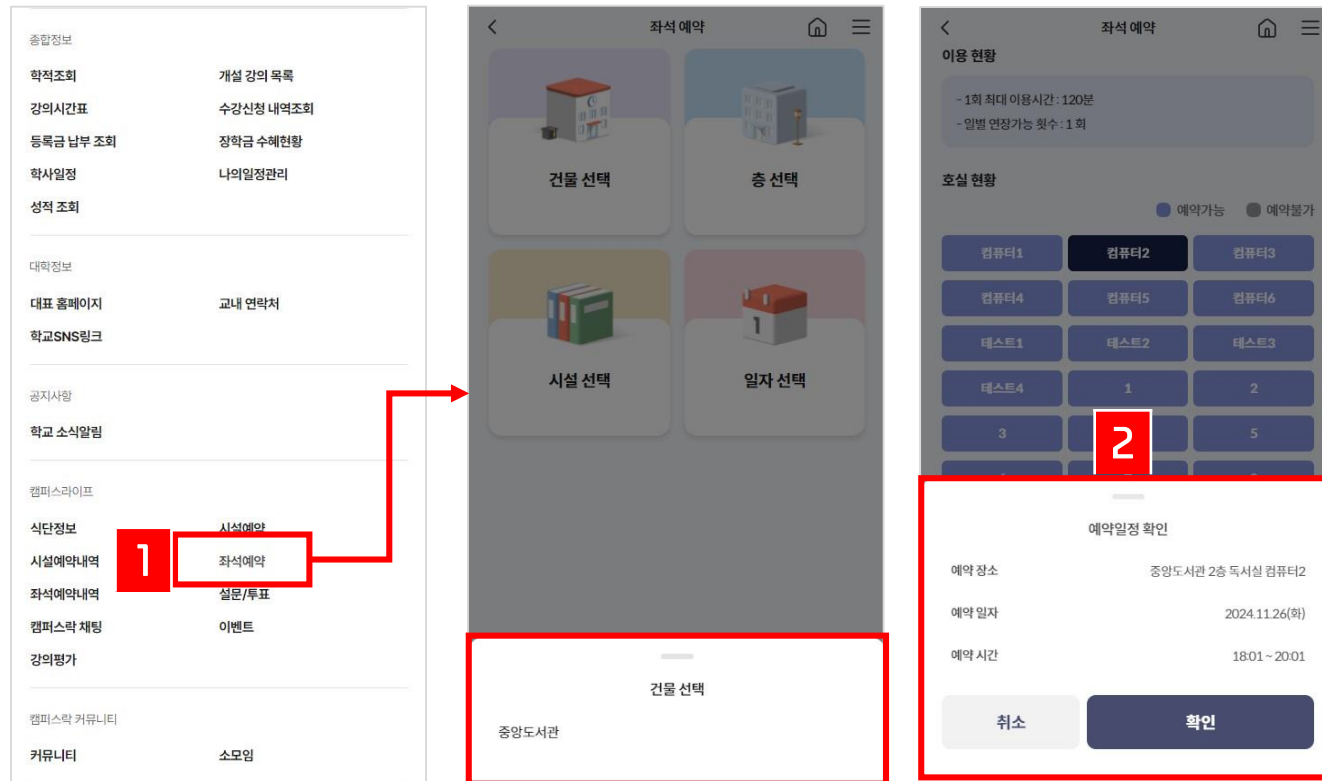 종합정보
학적조회 개설 강의 목록
강의시간표 수강신청 내역조회
등록금 납부 조회 장학금 수혜현황
학사일정 나의일정관리
성적 조회
대학정보
대표 홈페이지 교내 연락처
학교SNS링크
공지사항
학교 소식알림
캠퍼스라이프
식단정보 시설예약
시설예약내역 좌석예약
좌석예약내역 설문/투표
캠퍼스락 채팅 이벤트
강의평가
캠퍼스락 커뮤니티
커뮤니티 소모임
1
좌석 예약
건물 선택 층 선택
1
시설 선택 일자 선택
건물 선택
중앙도서관
좌석 예약
이용 현황
- 1회 최대 이용시간 : 120분
- 일별 연장가능 횟수 : 1 회
호실 현황
예약가능 예약불가
컴퓨터1 컴퓨터2 컴퓨터3
컴퓨터4 컴퓨터5 컴퓨터6
테스트1 테스트2 테스트3
테스트4 1 2
3 5
2
예약일정 확인
예약 장소 중앙도서관 2층 독서실 컴퓨터2
예약 일자 2024.11.26(화)
예약 시간 18:01 ~ 20:01
취소 확인